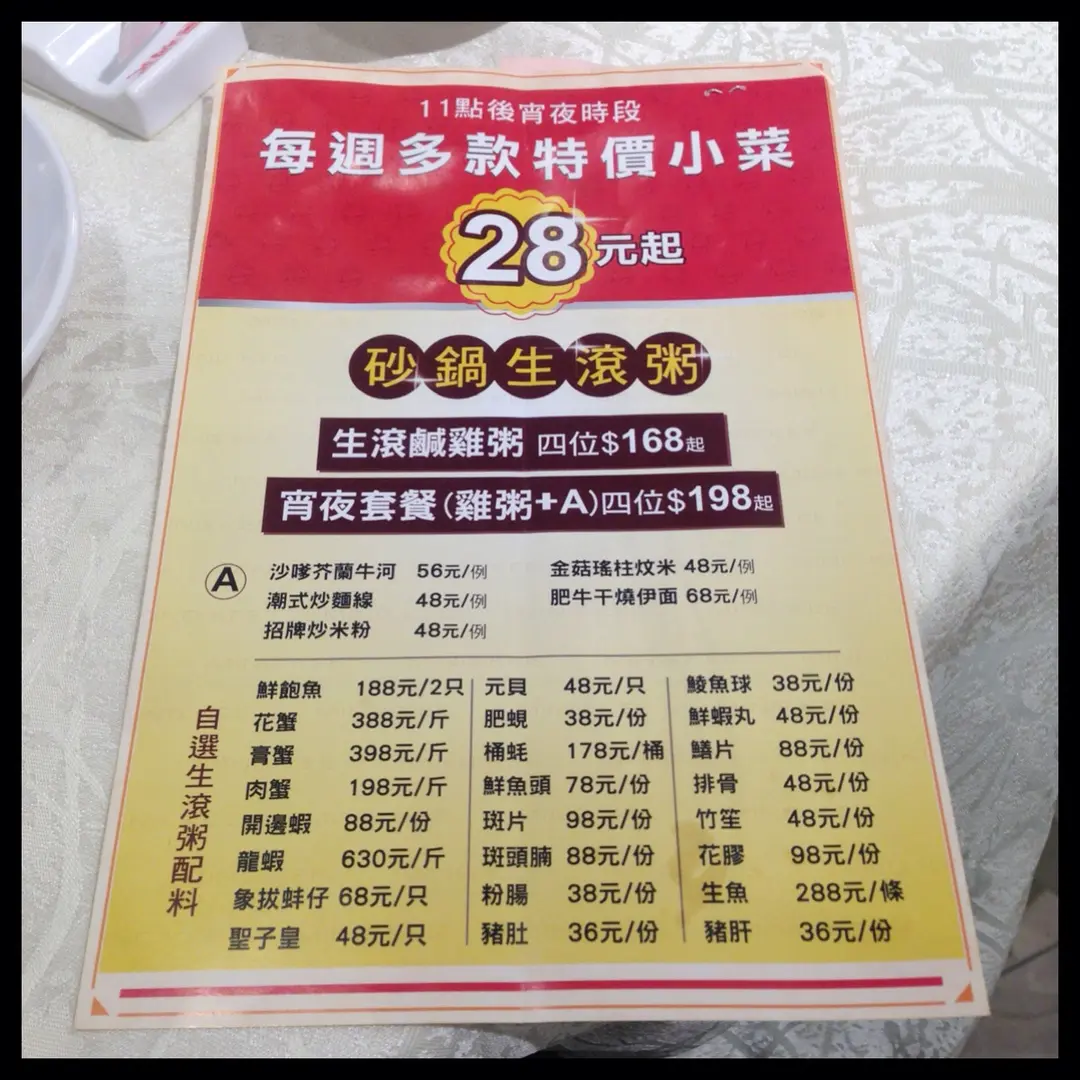 11點後宵夜時段
每週多款特價小菜
28元起
砂鍋生滾粥
生滾鹹雞粥 四位$168起
宵夜套餐(雞粥+A)四位$198起
A
沙嗲芥蘭牛河 56元/例
金菇瑤柱炆米 48元/例
潮式炒麵線 48元/例
肥牛干燒伊面 68元/例
招牌炒米粉 48元/例
自選生滾粥配料
鮮鮑魚 188元/2只
花蟹 388元/斤
膏蟹 398元/斤
肉蟹 198元/斤
開邊蝦 88元/份
龍蝦 630元/斤
象拔蚌仔 68元/只
聖子皇 48元/只
元貝 48元/只
肥蜆 38元/份
桶蚝 178元/桶
鮮魚頭 78元/份
斑片 98元/份
斑頭腩 88元/份
粉腸 38元/份
豬肚 36元/份
鯪魚球 38元/份
鮮蝦丸 48元/份
鱔片 88元/份
排骨 48元/份
竹笙 48元/份
花膠 98元/份
生魚 288元/條
豬肝 36元/份